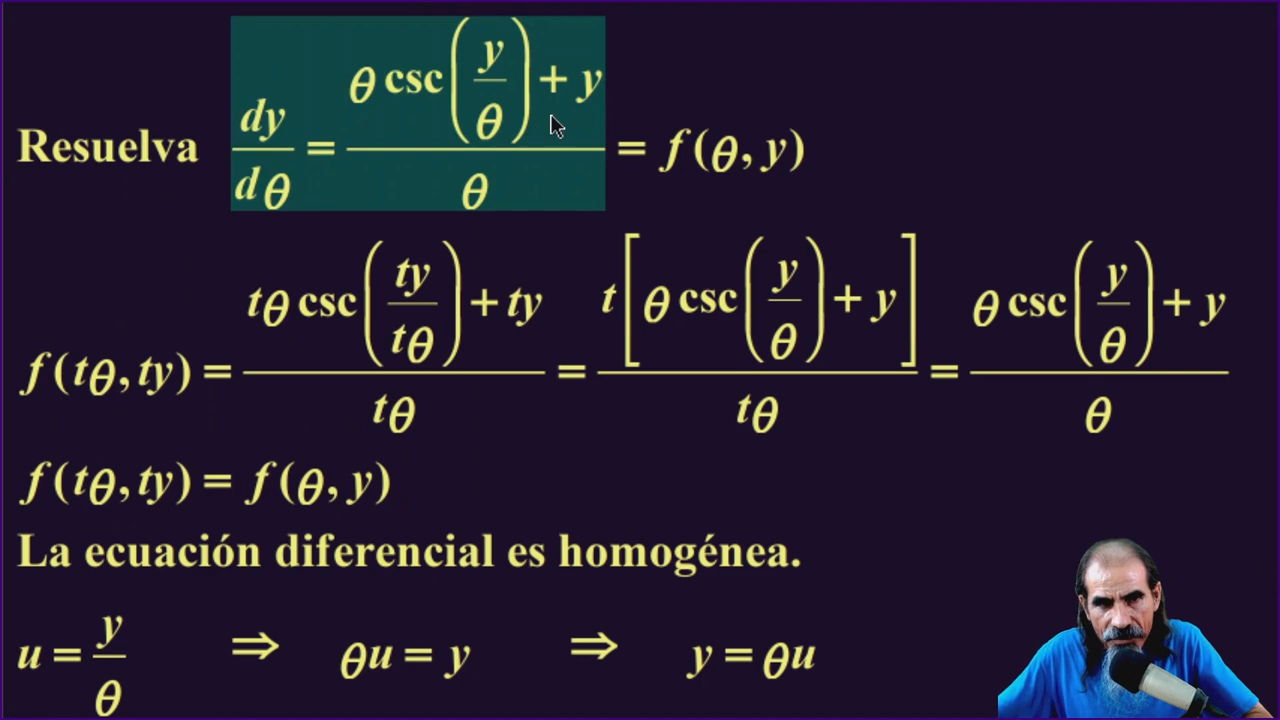 Resuelva dy/dθ = (θ csc(y/θ) + y)/θ = f(θ, y)
f(tθ, ty) = (tθ csc(ty/tθ) + ty)/tθ = t[θ csc(y/θ) + y]/tθ = (θ csc(y/θ) + y)/θ
f(tθ, ty) = f(θ, y)
La ecuación diferencial es homogénea.
u = y/θ ⇒ θu = y ⇒ y = θu